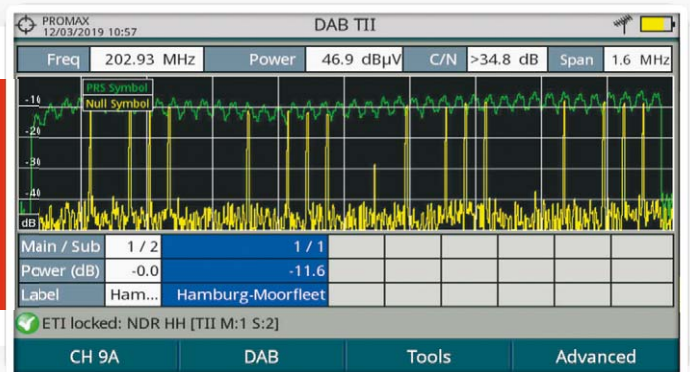 PROMAX
12/03/2019 10:57
DAB TII
Freq 202.93 MHz Power 46.9 dBμV C/N >34.8 dB Span 1.6 MHz
PRS Symbol
Null Symbol
-10
-20
-30
-40
dB
Main / Sub 1 / 2 1 / 1
Power (dB) -0.0 -11.6
Label Ham... Hamburg-Moorfleet
ETI locked: NDR HH [TII M:1 S:2]
CH 9A DAB Tools Advanced